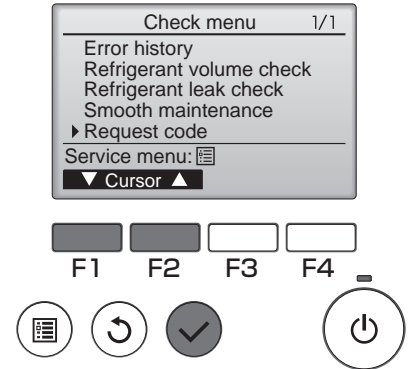 Check menu 1/1
Error history
Refrigerant volume check
Refrigerant leak check
Smooth maintenance
Request code
Service menu:
▼ Cursor ▲
F1 F2 F3 F4